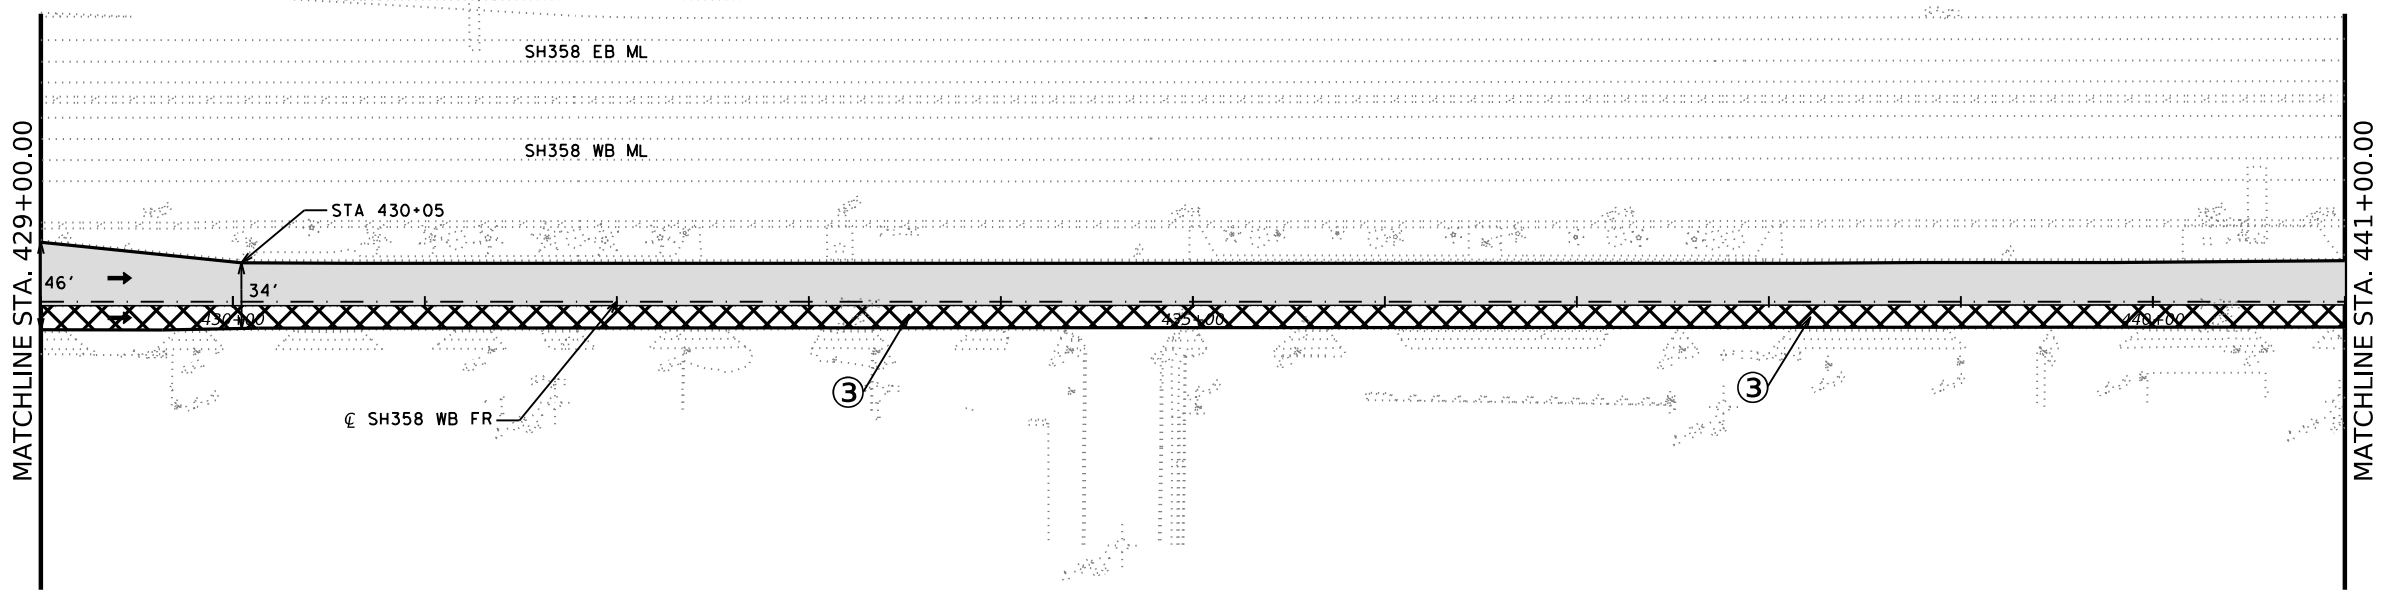 SH358 EB ML
SH358 WB ML
MATCHLINE STA. 429+00.00
MATCHLINE STA. 441+00.00
STA 430+05
46'
34'
430+00
435+00
440+00
3
3
℄ SH358 WB FR